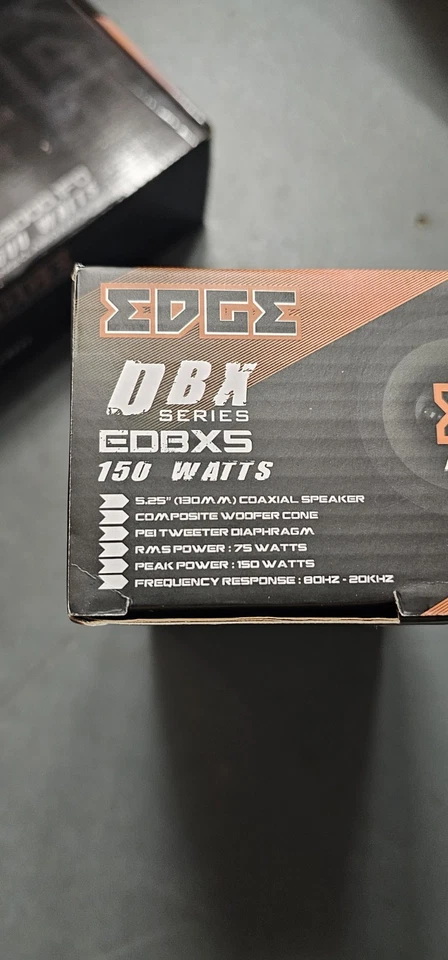 EDGE
DBX
SERIES
EDBX5
150 WATTS
5.25" (130MM) COAXIAL SPEAKER
COMPOSITE WOOFER CONE
PEI TWEETER DIAPHRAGM
RMS POWER : 75 WATTS
PEAK POWER : 150 WATTS
FREQUENCY RESPONSE : 80HZ - 20KHZ